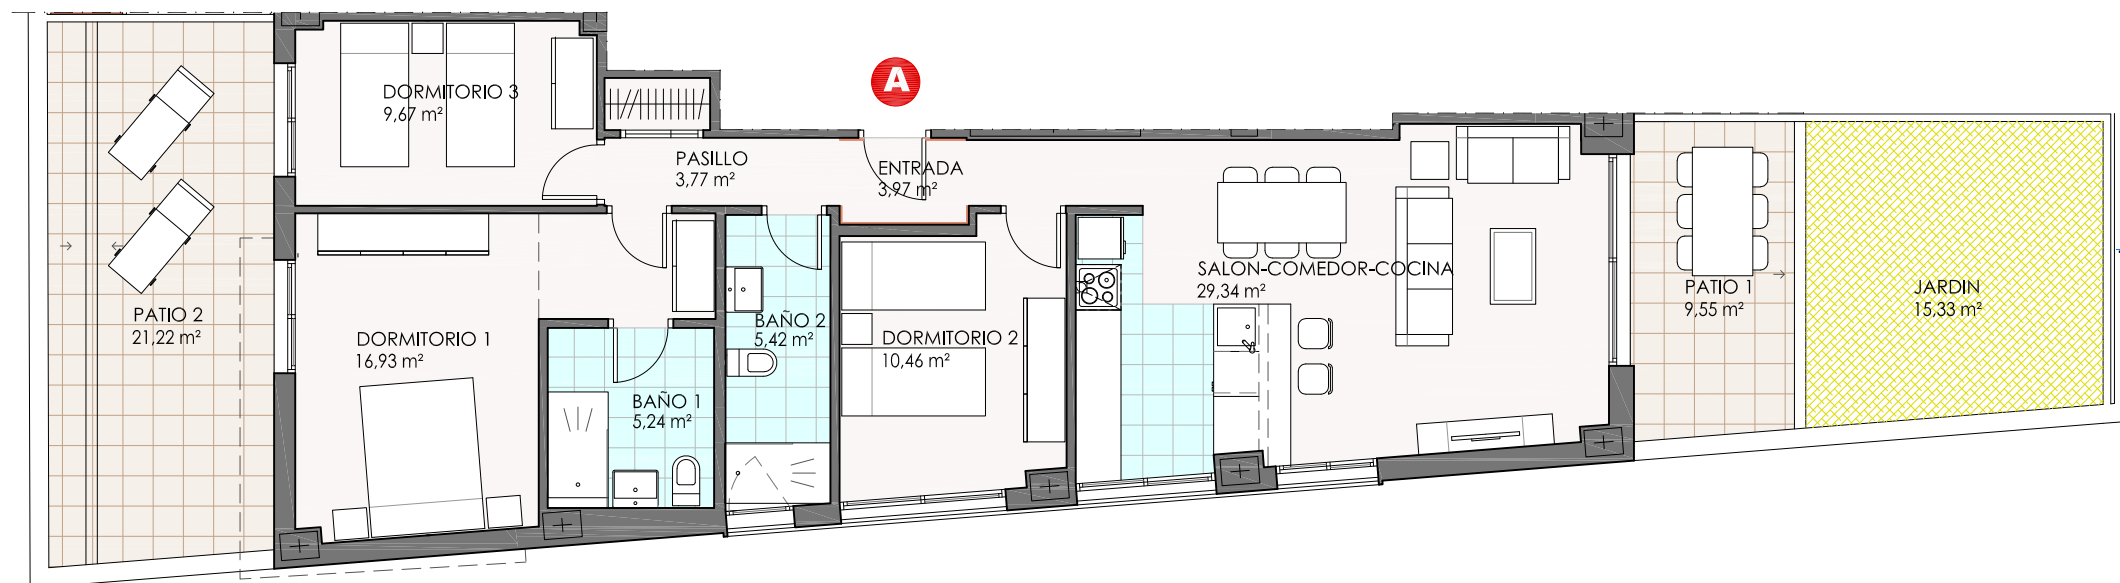 A
DORMITORIO 3
9,67 m²
PASILLO
3,77 m²
ENTRADA
3,97 m²
SALON-COMEDOR-COCINA
29,34 m²
PATIO 1
9,55 m²
JARDIN
15,33 m²
PATIO 2
21,22 m²
DORMITORIO 1
16,93 m²
BAÑO 2
5,42 m²
DORMITORIO 2
10,46 m²
BAÑO 1
5,24 m²